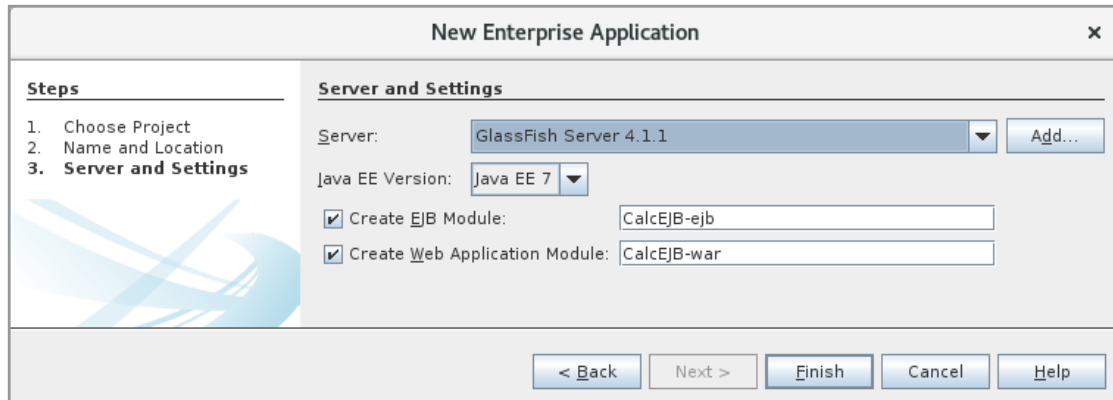 New Enterprise Application
×
Steps
1. Choose Project
2. Name and Location
3. Server and Settings
Server and Settings
Server: GlassFish Server 4.1.1 Add...
Java EE Version: Java EE 7
Create EJB Module: CalcEJB-ejb
Create Web Application Module: CalcEJB-war
< Back Next > Finish Cancel Help